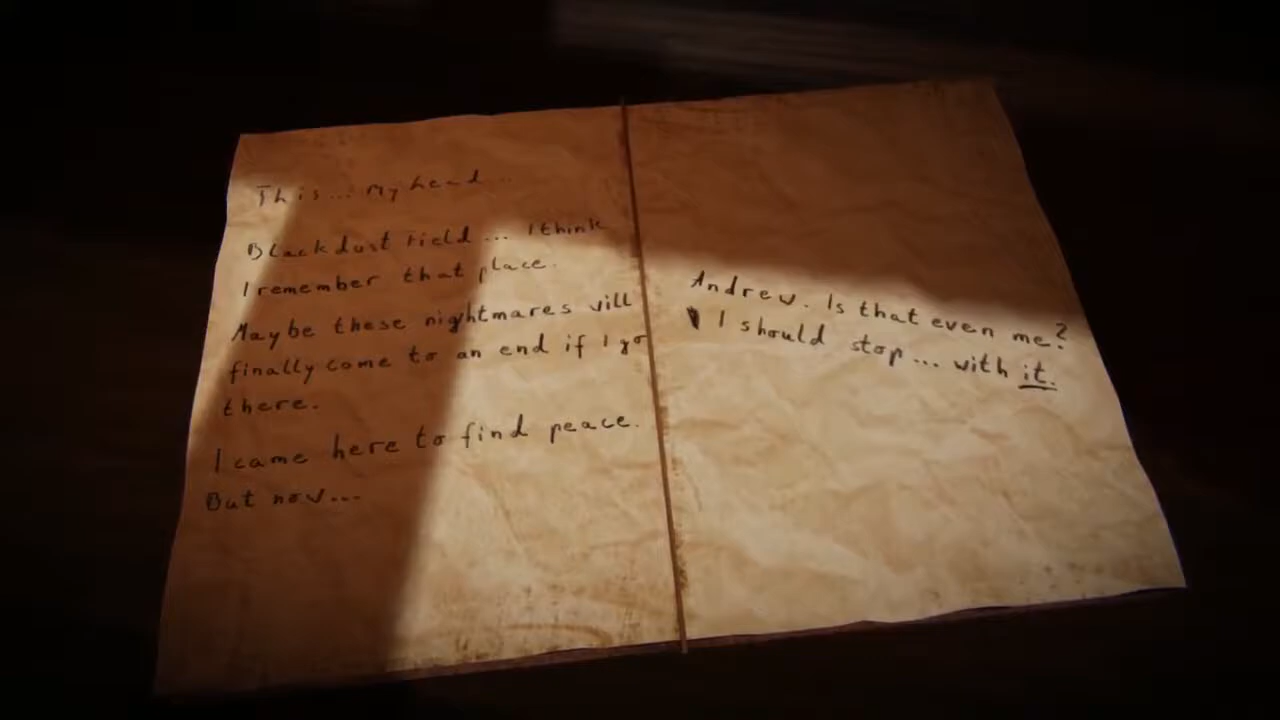 This... My head...
Blackdust field... I think
I remember that place.
Maybe these nightmares will
finally come to an end if I go
there.
I came here to find peace.
But now...
Andrew. Is that even me?
I should stop... with it.